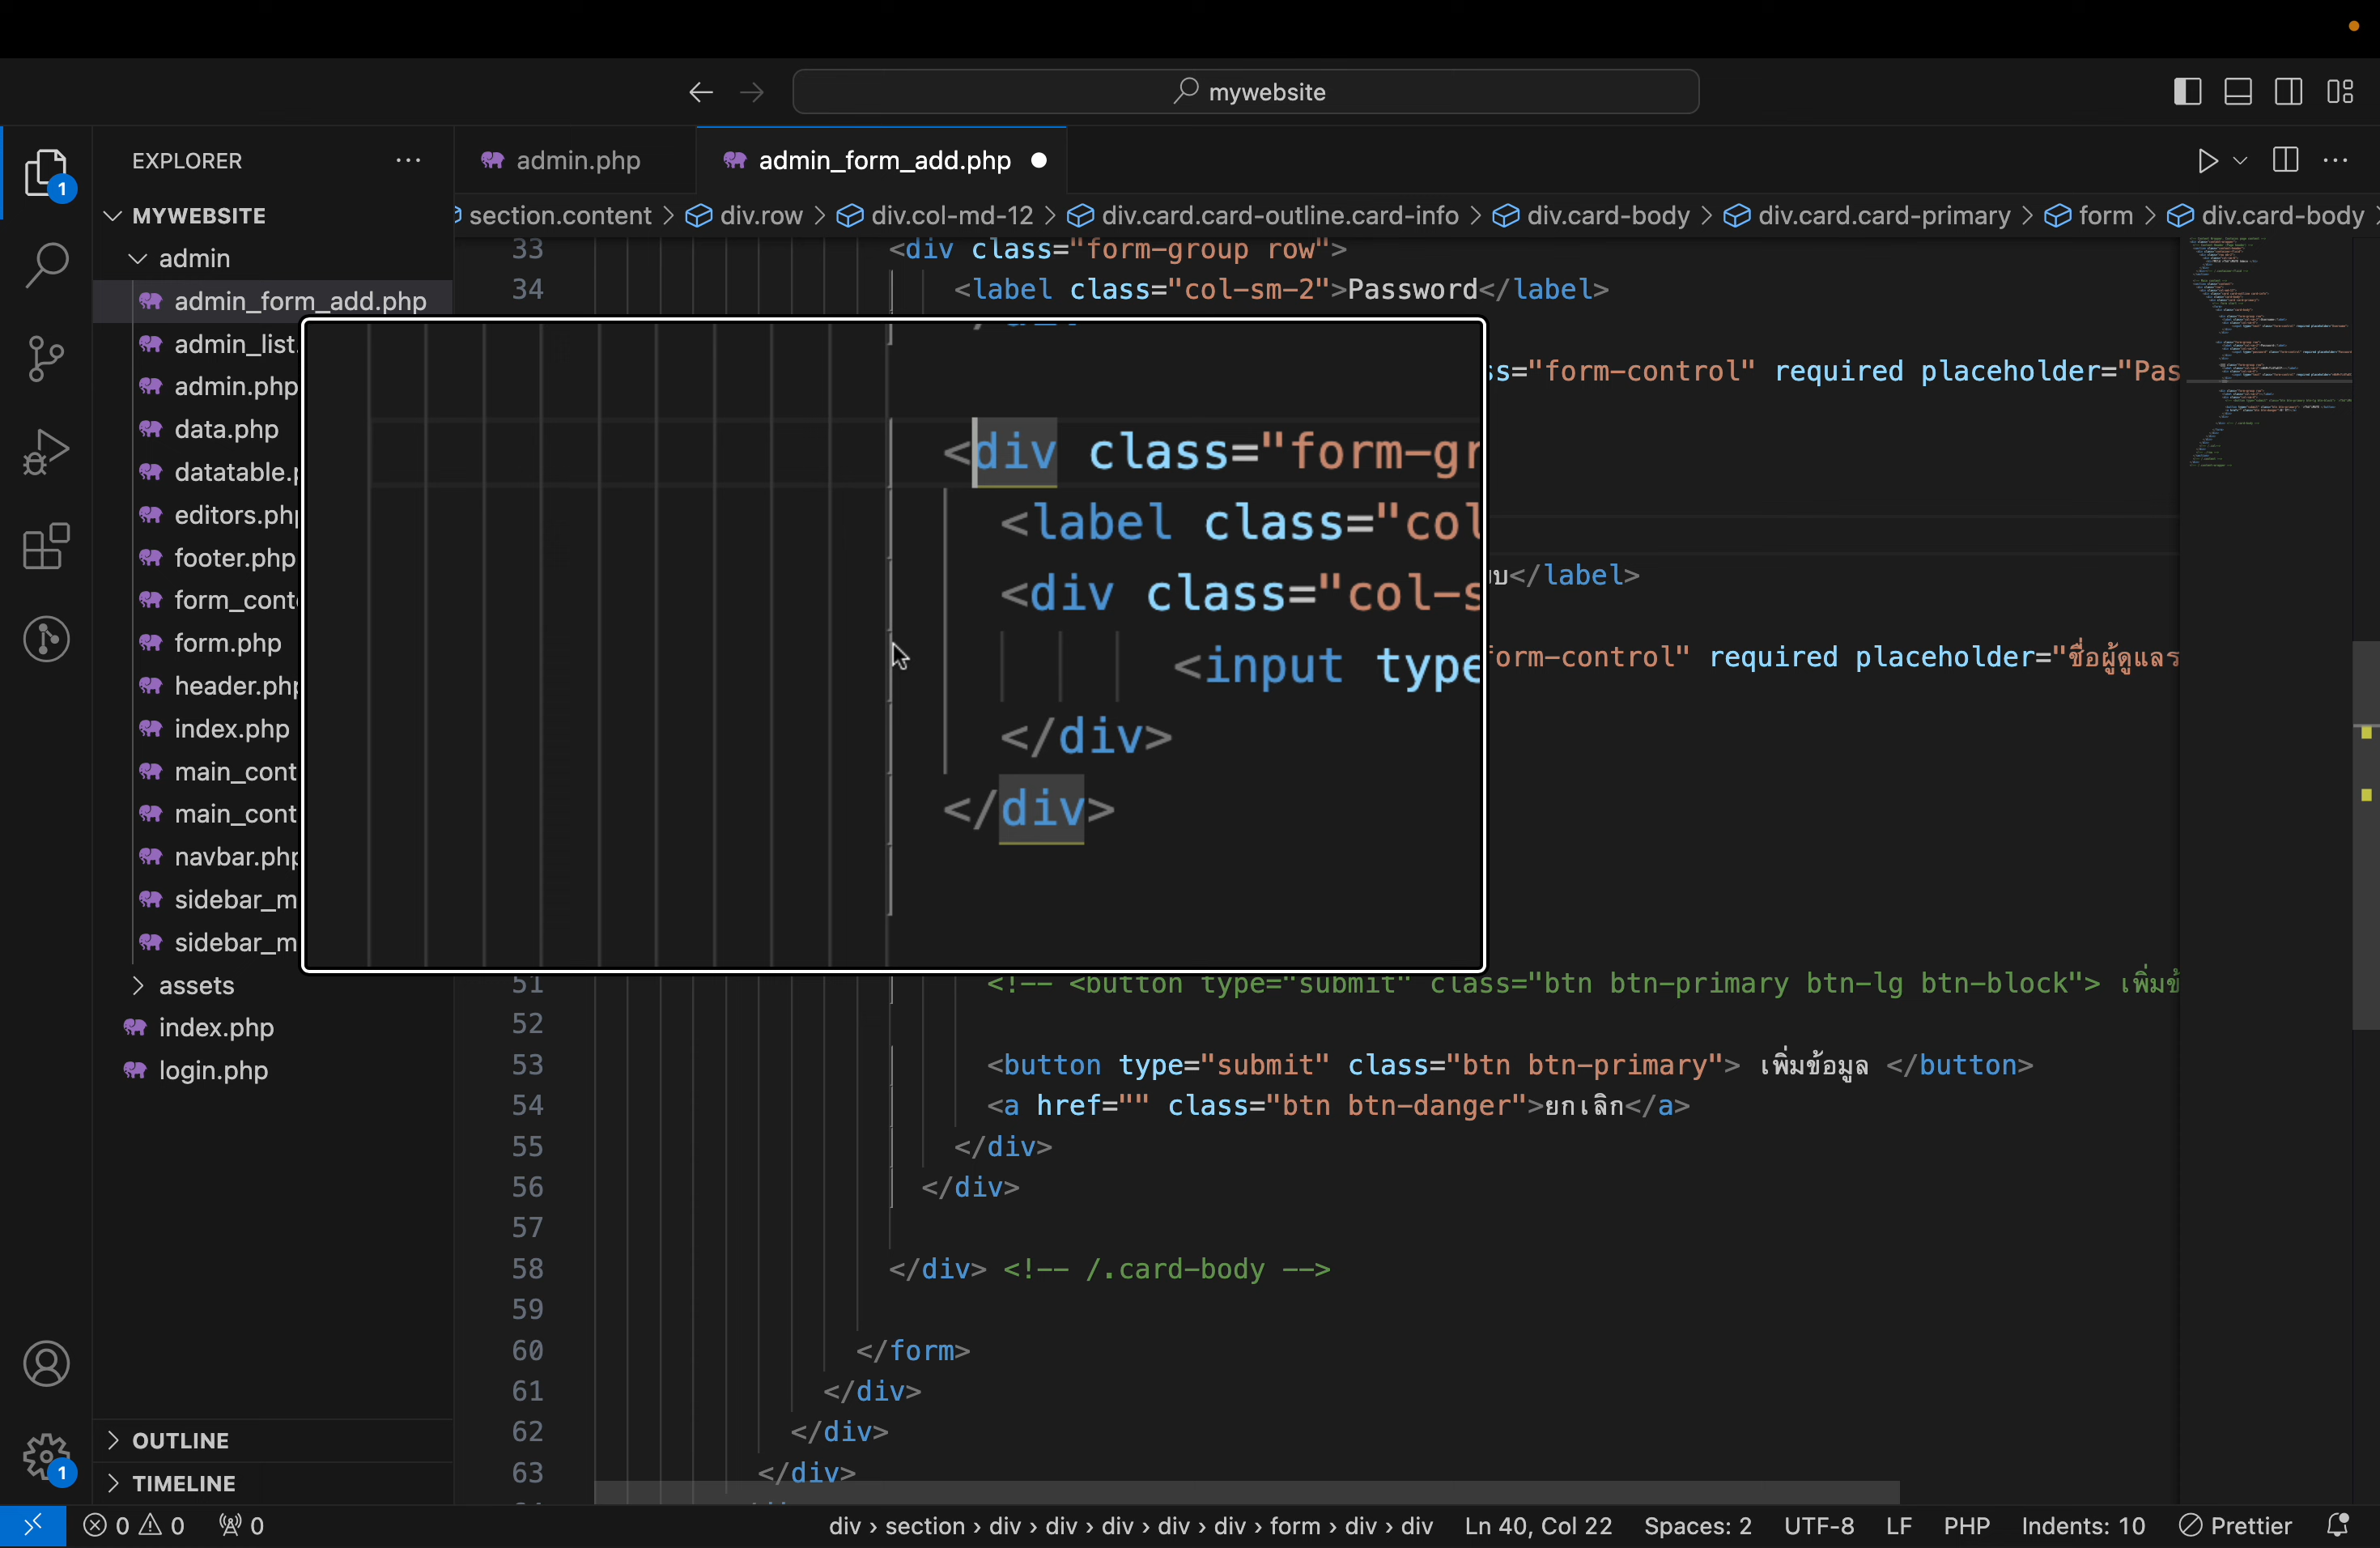 mywebsite
EXPLORER
admin.php
admin_form_add.php
MYWEBSITE
section.content
div.row
div.col-md-12
div.card.card-outline.card-info
div.card-body
div.card.card-primary
form
div.card-body
admin
admin_form_add.php
admin_list.
admin.php
data.php
datatable.
editors.php
footer.php
form_cont
form.php
header.php
index.php
main_cont
main_cont
navbar.php
sidebar_m
sidebar_m
assets
index.php
login.php
OUTLINE
TIMELINE
33 <div class="form-group row">
34 <label class="col-sm-2">Password</label>
ss="form-control" required placeholder="Pas
<div class="form-gr
<label class="col
<div class="col-s
<input type
</div>
</div>
</label>
form-control" required placeholder="ชื่อผู้ดูแลร
51 <!-- <button type="submit" class="btn btn-primary btn-lg btn-block"> เพิ่มข้
52
53 <button type="submit" class="btn btn-primary"> เพิ่มข้อมูล </button>
54 <a href="" class="btn btn-danger">ยกเลิก</a>
55 </div>
56 </div>
57
58 </div> <!-- /.card-body -->
59
60 </form>
61 </div>
62 </div>
63 </div>
1
1
0 0 0
div › section › div › div › div › div › div › form › div › div
Ln 40, Col 22
Spaces: 2
UTF-8
LF
PHP
Indents: 10
Prettier